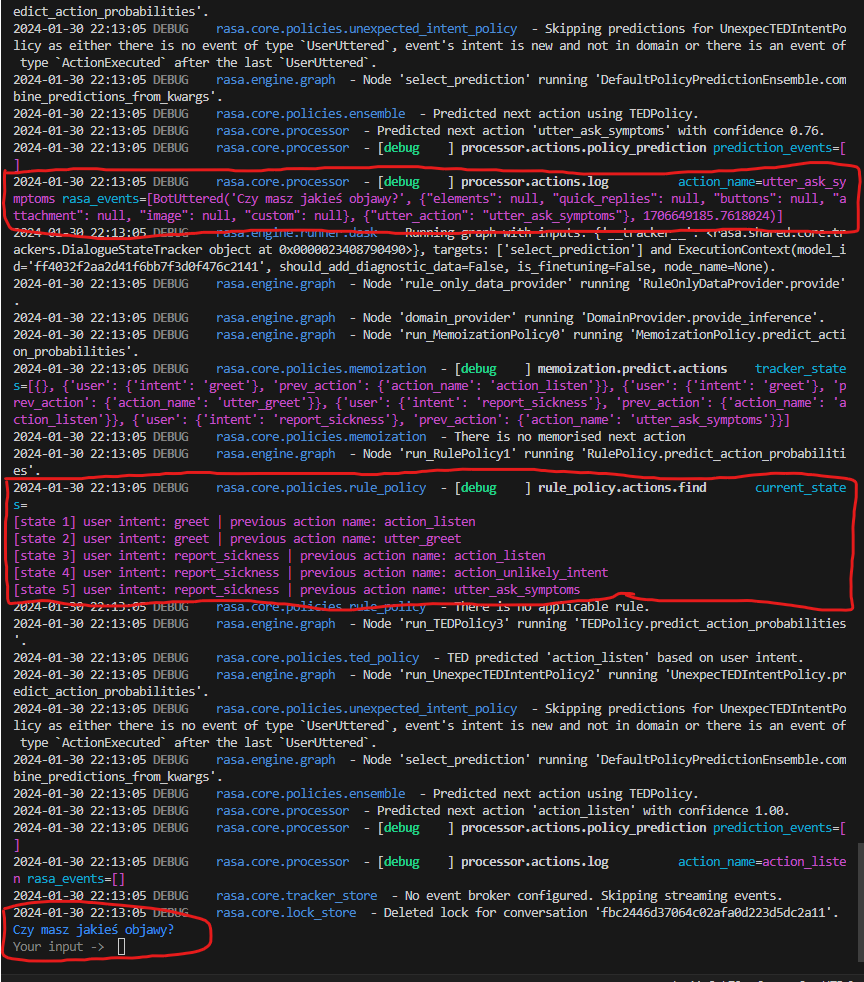 edict_action_probabilities'.
2024-01-30 22:13:05 DEBUG    rasa.core.policies.unexpected_intent_policy  - Skipping predictions for UnexpecTEDIntentPo
licy as either there is no event of type `UserUttered`, event's intent is new and not in domain or there is an event of
 type `ActionExecuted` after the last `UserUttered`.
2024-01-30 22:13:05 DEBUG    rasa.engine.graph  - Node 'select_prediction' running 'DefaultPolicyPredictionEnsemble.com
bine_predictions_from_kwargs'.
2024-01-30 22:13:05 DEBUG    rasa.core.policies.ensemble  - Predicted next action using TEDPolicy.
2024-01-30 22:13:05 DEBUG    rasa.core.processor  - Predicted next action 'utter_ask_symptoms' with confidence 0.76.
2024-01-30 22:13:05 DEBUG    rasa.core.processor  - [debug    ] processor.actions.policy_prediction prediction_events=[
]
2024-01-30 22:13:05 DEBUG    rasa.core.processor  - [debug    ] processor.actions.log          action_name=utter_ask_sy
mptoms rasa_events=[BotUttered('Czy masz jakieś objawy?', {"elements": null, "quick_replies": null, "buttons": null, "a
ttachment": null, "image": null, "custom": null}, {"utter_action": "utter_ask_symptoms"}, 1706649185.7618024)]
2024-01-30 22:13:05 DEBUG    rasa.engine.runner.dask  - Running graph with inputs: {'__tracker__': <rasa.shared.core.tr
ackers.DialogueStateTracker object at 0x0000023408790490>}, targets: ['select_prediction'] and ExecutionContext(model_i
d='ff4032f2aa2d41f6bb7f3d0f476c2141', should_add_diagnostic_data=False, is_finetuning=False, node_name=None).
2024-01-30 22:13:05 DEBUG    rasa.engine.graph  - Node 'rule_only_data_provider' running 'RuleOnlyDataProvider.provide'
.
2024-01-30 22:13:05 DEBUG    rasa.engine.graph  - Node 'domain_provider' running 'DomainProvider.provide_inference'.
2024-01-30 22:13:05 DEBUG    rasa.engine.graph  - Node 'run_MemoizationPolicy0' running 'MemoizationPolicy.predict_acti
on_probabilities'.
2024-01-30 22:13:05 DEBUG    rasa.core.policies.memoization  - [debug    ] memoization.predict.actions    tracker_state
s=[{}, {'user': {'intent': 'greet'}, 'prev_action': {'action_name': 'action_listen'}}, {'user': {'intent': 'greet'}, 'p
rev_action': {'action_name': 'utter_greet'}}, {'user': {'intent': 'report_sickness'}, 'prev_action': {'action_name': 'a
ction_listen'}}, {'user': {'intent': 'report_sickness'}, 'prev_action': {'action_name': 'utter_ask_symptoms'}}]
2024-01-30 22:13:05 DEBUG    rasa.core.policies.memoization  - There is no memorised next action
2024-01-30 22:13:05 DEBUG    rasa.engine.graph  - Node 'run_RulePolicy1' running 'RulePolicy.predict_action_probabiliti
es'.
2024-01-30 22:13:05 DEBUG    rasa.core.policies.rule_policy  - [debug    ] rule_policy.actions.find       current_state
s=
[state 1] user intent: greet | previous action name: action_listen
[state 2] user intent: greet | previous action name: utter_greet
[state 3] user intent: report_sickness | previous action name: action_listen
[state 4] user intent: report_sickness | previous action name: action_unlikely_intent
[state 5] user intent: report_sickness | previous action name: utter_ask_symptoms
2024-01-30 22:13:05 DEBUG    rasa.core.policies.rule_policy  - There is no applicable rule.
2024-01-30 22:13:05 DEBUG    rasa.engine.graph  - Node 'run_TEDPolicy3' running 'TEDPolicy.predict_action_probabilities
'.
2024-01-30 22:13:05 DEBUG    rasa.core.policies.ted_policy  - TED predicted 'action_listen' based on user intent.
2024-01-30 22:13:05 DEBUG    rasa.engine.graph  - Node 'run_UnexpecTEDIntentPolicy2' running 'UnexpecTEDIntentPolicy.pr
edict_action_probabilities'.
2024-01-30 22:13:05 DEBUG    rasa.core.policies.unexpected_intent_policy  - Skipping predictions for UnexpecTEDIntentPo
licy as either there is no event of type `UserUttered`, event's intent is new and not in domain or there is an event of
 type `ActionExecuted` after the last `UserUttered`.
2024-01-30 22:13:05 DEBUG    rasa.engine.graph  - Node 'select_prediction' running 'DefaultPolicyPredictionEnsemble.com
bine_predictions_from_kwargs'.
2024-01-30 22:13:05 DEBUG    rasa.core.policies.ensemble  - Predicted next action using TEDPolicy.
2024-01-30 22:13:05 DEBUG    rasa.core.processor  - Predicted next action 'action_listen' with confidence 1.00.
2024-01-30 22:13:05 DEBUG    rasa.core.processor  - [debug    ] processor.actions.policy_prediction prediction_events=[
]
2024-01-30 22:13:05 DEBUG    rasa.core.processor  - [debug    ] processor.actions.log          action_name=action_liste
n rasa_events=[]
2024-01-30 22:13:05 DEBUG    rasa.core.tracker_store  - No event broker configured. Skipping streaming events.
2024-01-30 22:13:05 DEBUG    rasa.core.lock_store  - Deleted lock for conversation 'fbc2446d37064c02afa0d223d5dc2a11'.
Czy masz jakieś objawy?
Your input ->